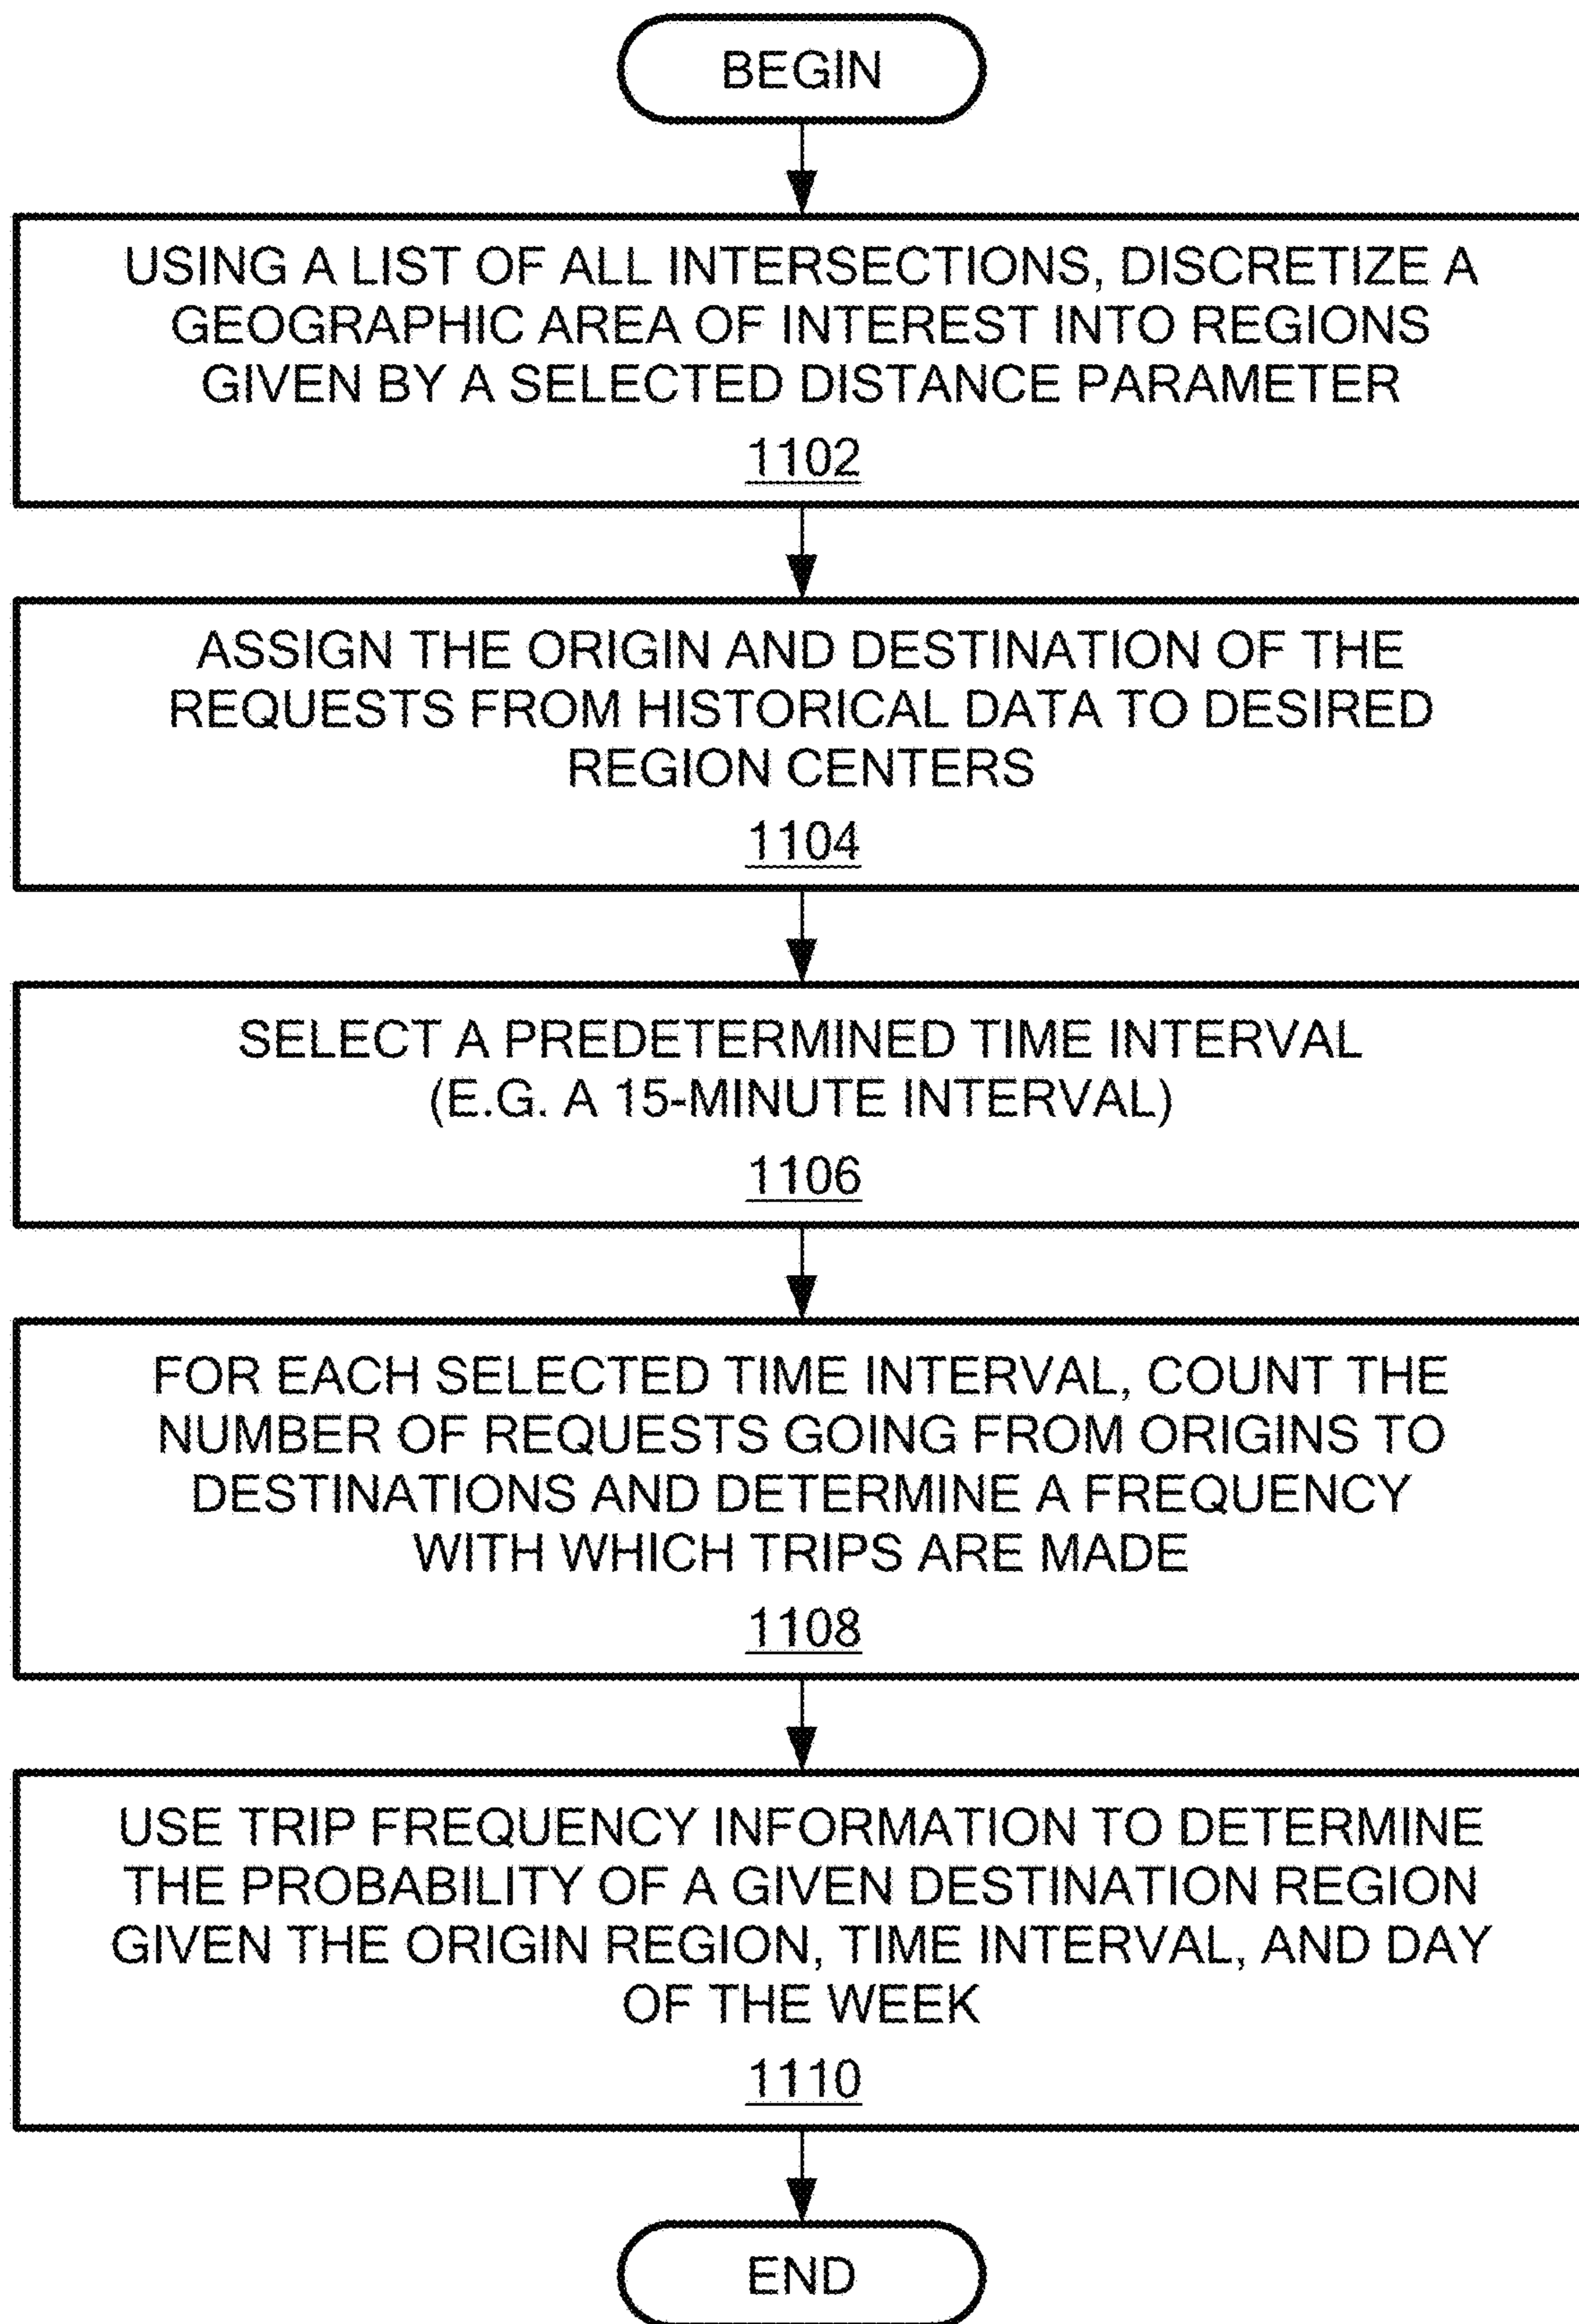 BEGIN
USING A LIST OF ALL INTERSECTIONS, DISCRETIZE A
GEOGRAPHIC AREA OF INTEREST INTO REGIONS
GIVEN BY A SELECTED DISTANCE PARAMETER
1102
ASSIGN THE ORIGIN AND DESTINATION OF THE
REQUESTS FROM HISTORICAL DATA TO DESIRED
REGION CENTERS
1104
SELECT A PREDETERMINED TIME INTERVAL
(E.G. A 15-MINUTE INTERVAL)
1106
FOR EACH SELECTED TIME INTERVAL, COUNT THE
NUMBER OF REQUESTS GOING FROM ORIGINS TO
DESTINATIONS AND DETERMINE A FREQUENCY
WITH WHICH TRIPS ARE MADE
1108
USE TRIP FREQUENCY INFORMATION TO DETERMINE
THE PROBABILITY OF A GIVEN DESTINATION REGION
GIVEN THE ORIGIN REGION, TIME INTERVAL, AND DAY
OF THE WEEK
1110
END